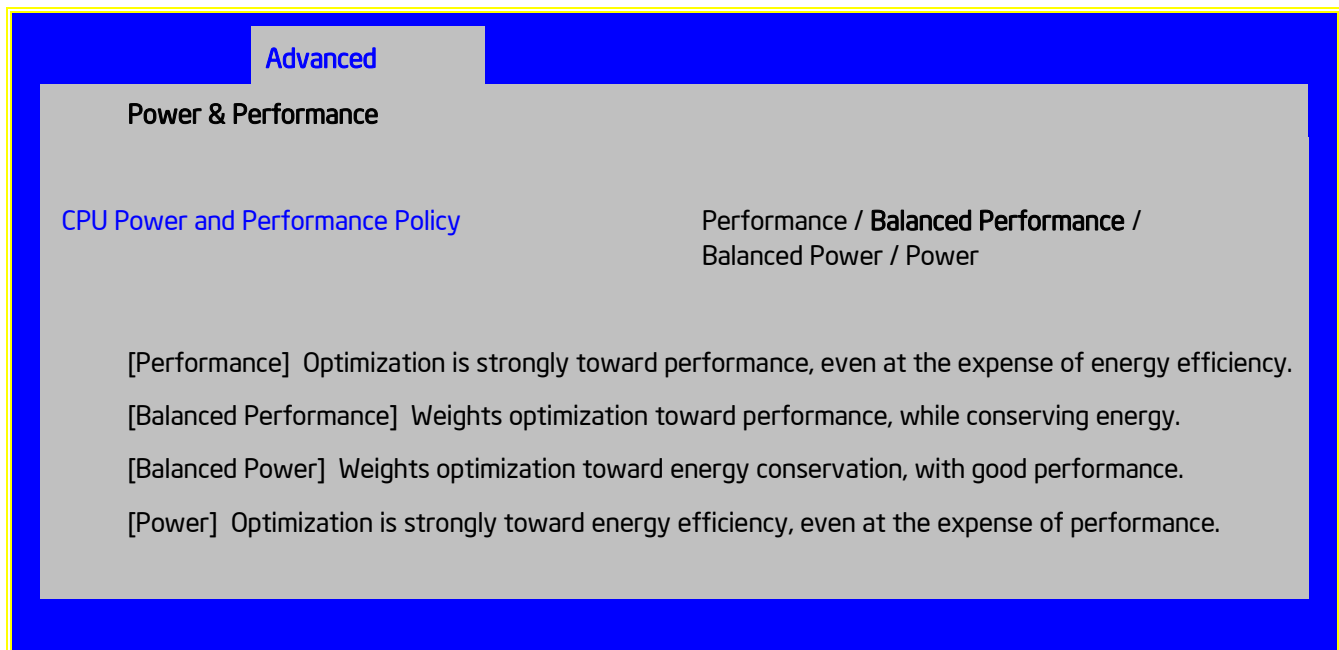 Advanced
Power & Performance
CPU Power and Performance Policy
Performance / Balanced Performance /
Balanced Power / Power
[Performance] Optimization is strongly toward performance, even at the expense of energy efficiency.
[Balanced Performance] Weights optimization toward performance, while conserving energy.
[Balanced Power] Weights optimization toward energy conservation, with good performance.
[Power] Optimization is strongly toward energy efficiency, even at the expense of performance.